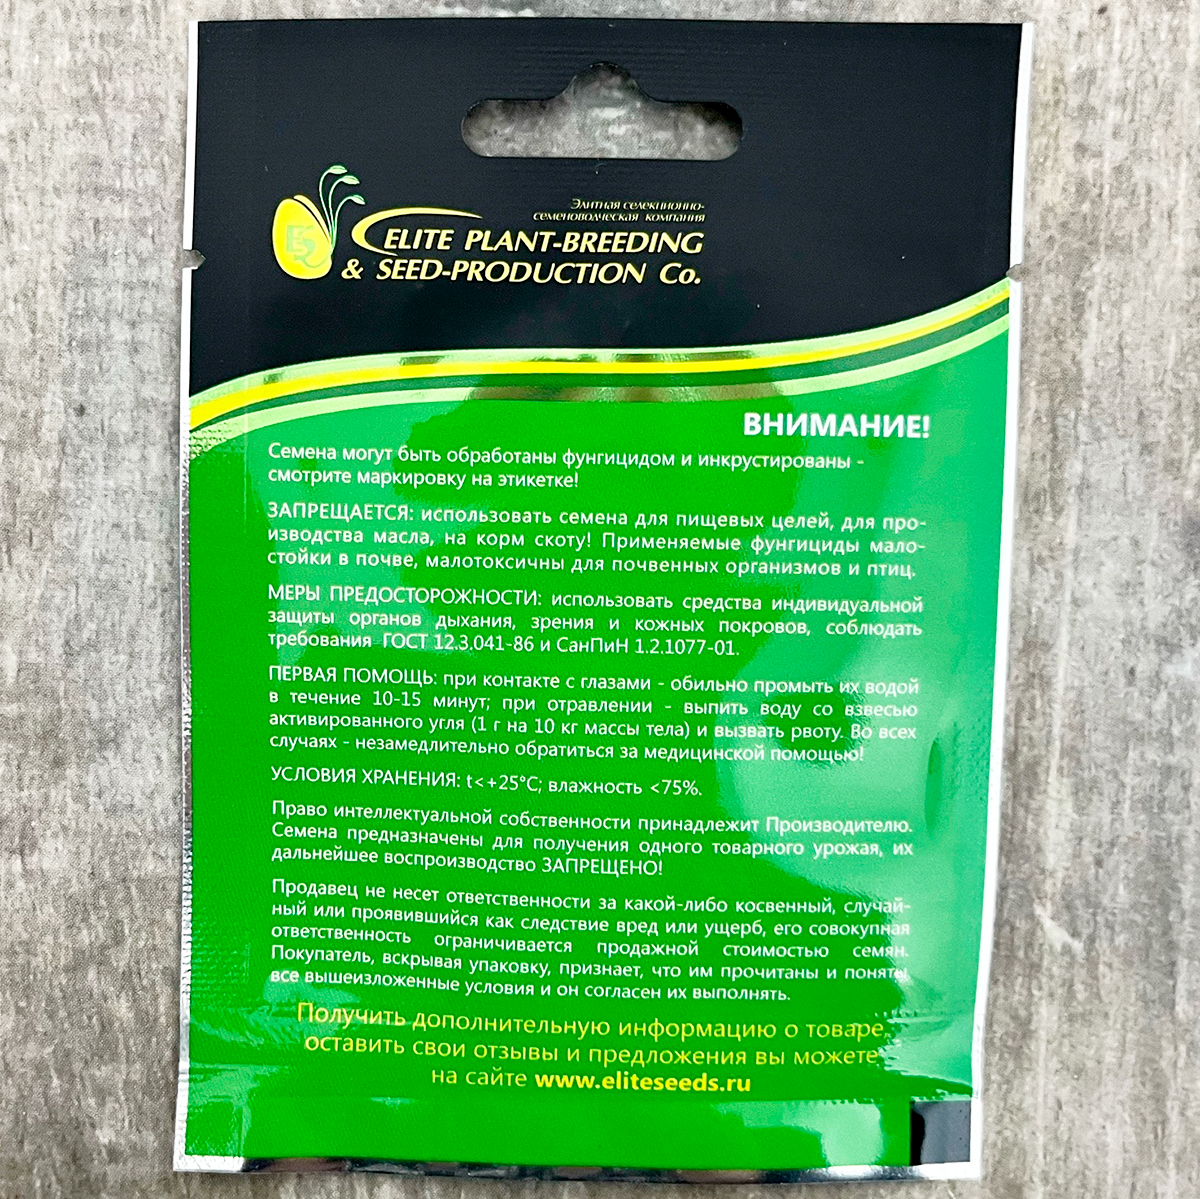 Элитная селекционно-
семеноводческая компания
ELITE PLANT-BREEDING
& SEED-PRODUCTION Co.
ВНИМАНИЕ!
Семена могут быть обработаны фунгицидом и инкрустированы -
смотрите маркировку на этикетке!
ЗАПРЕЩАЕТСЯ: использовать семена для пищевых целей, для про-
изводства масла, на корм скоту! Применяемые фунгициды мало-
стойки в почве, малотоксичны для почвенных организмов и птиц.
МЕРЫ ПРЕДОСТОРОЖНОСТИ: использовать средства индивидуальной
защиты органов дыхания, зрения и кожных покровов, соблюдать
требования ГОСТ 12.3.041-86 и СанПиН 1.2.1077-01.
ПЕРВАЯ ПОМОЩЬ: при контакте с глазами - обильно промыть их водой
в течение 10-15 минут; при отравлении - выпить воду со взвесью
активированного угля (1 г на 10 кг массы тела) и вызвать рвоту. Во всех
случаях - незамедлительно обратиться за медицинской помощью!
УСЛОВИЯ ХРАНЕНИЯ: t<+25°C; влажность <75%.
Право интеллектуальной собственности принадлежит Производителю.
Семена предназначены для получения одного товарного урожая, их
дальнейшее воспроизводство ЗАПРЕЩЕНО!
Продавец не несет ответственности за какой-либо косвенный, случай-
ный или проявившийся как следствие вред или ущерб, его совокупная
ответственность ограничивается продажной стоимостью семян.
Покупатель, вскрывая упаковку, признает, что им прочитаны и поняты
все вышеизложенные условия и он согласен их выполнять.
Получить дополнительную информацию о товаре,
оставить свои отзывы и предложения вы можете
на сайте www.eliteseeds.ru